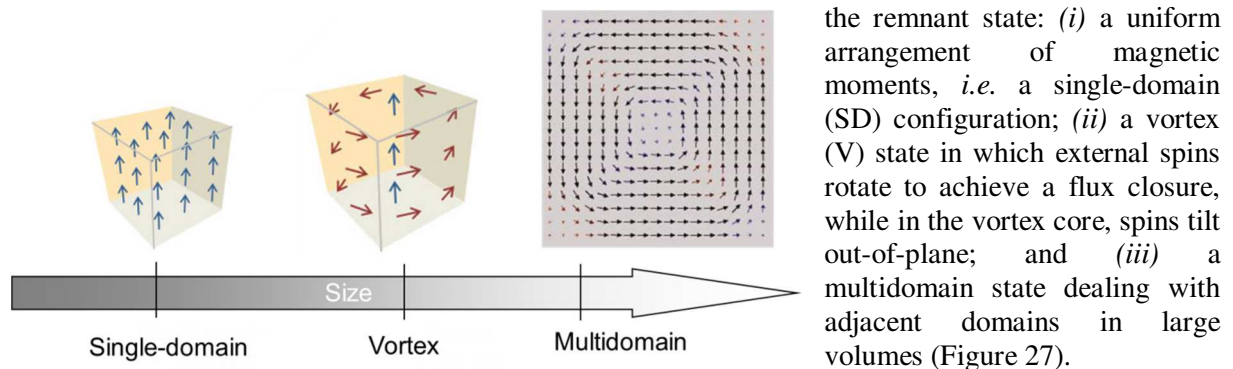 the remnant state: (i) a uniform
arrangement of magnetic
moments, i.e. a single-domain
(SD) configuration; (ii) a vortex
(V) state in which external spins
rotate to achieve a flux closure,
while in the vortex core, spins tilt
out-of-plane; and (iii) a
multidomain state dealing with
adjacent domains in large
volumes (Figure 27).
Size
Single-domain
Vortex
Multidomain